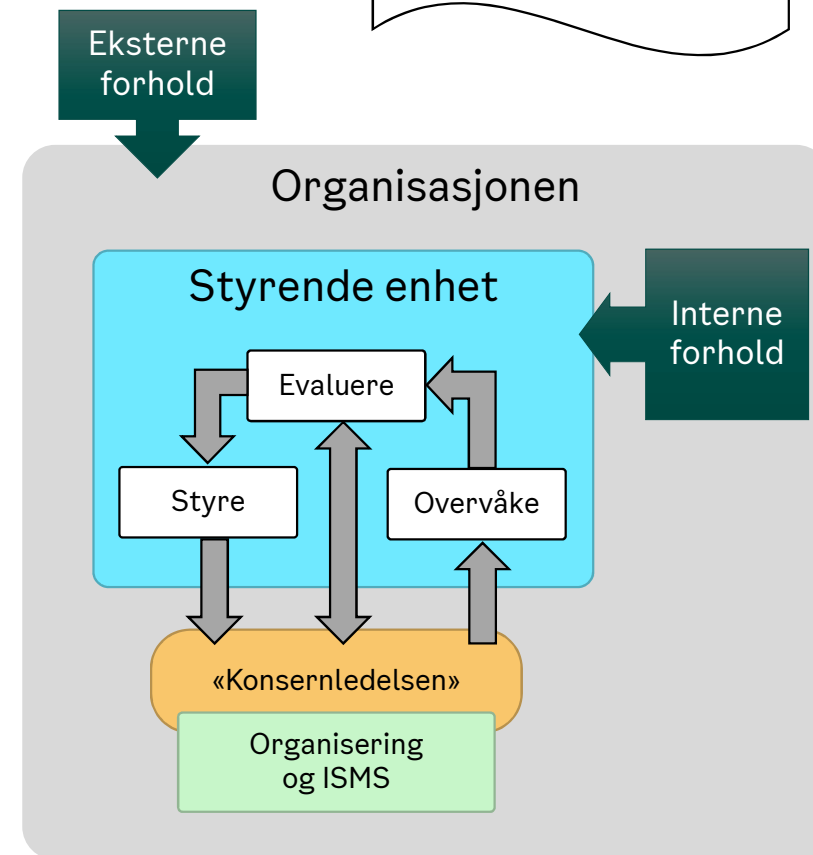 Eksterne
forhold
Organisasjonen
Styrende enhet
Interne
forhold
Evaluere
Styre
Overvåke
«Konsernledelsen»
Organisering
og ISMS